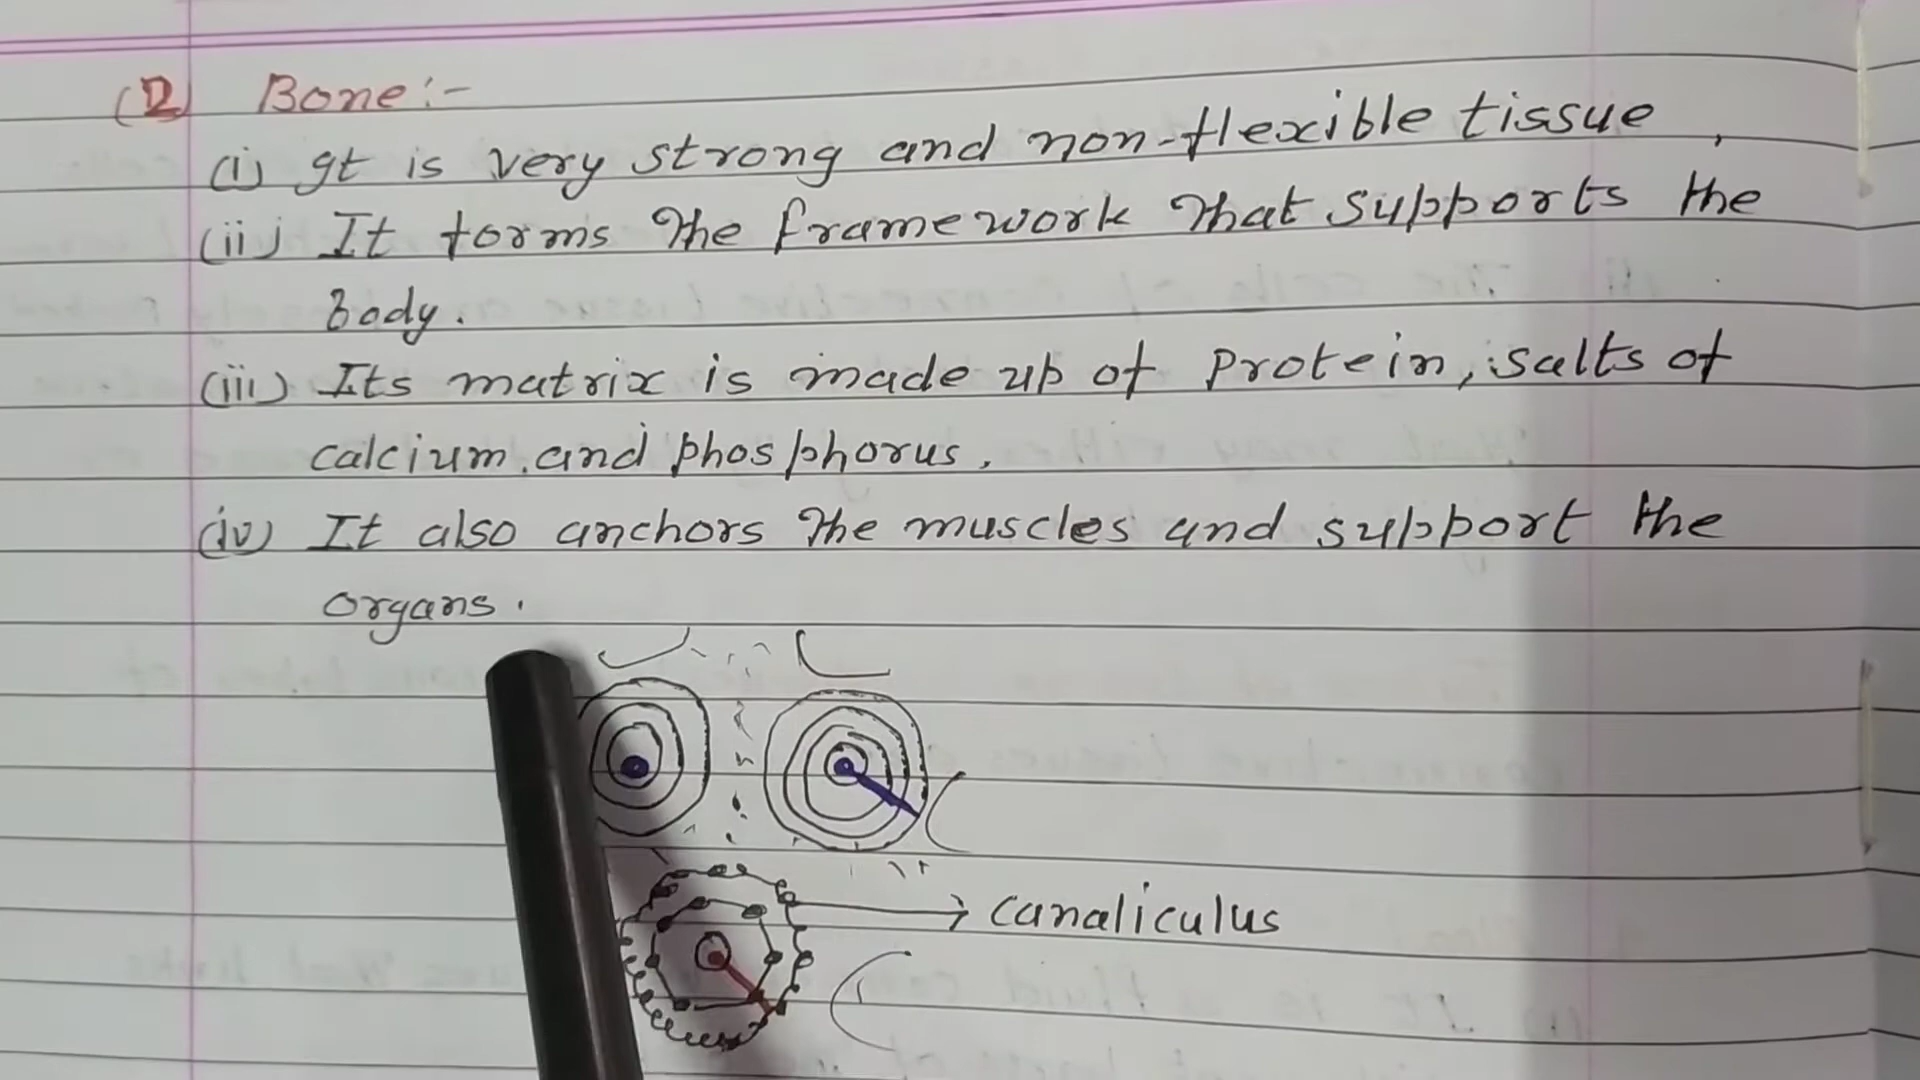 (2) Bone:-
(i) It is very strong and non-flexible tissue,
(ii) It forms the framework that supports the
Body.
(iii) Its matrix is made up of Protein, salts of
calcium, and phosphorus.
(iv) It also anchors the muscles and support the
organs.
canaliculus